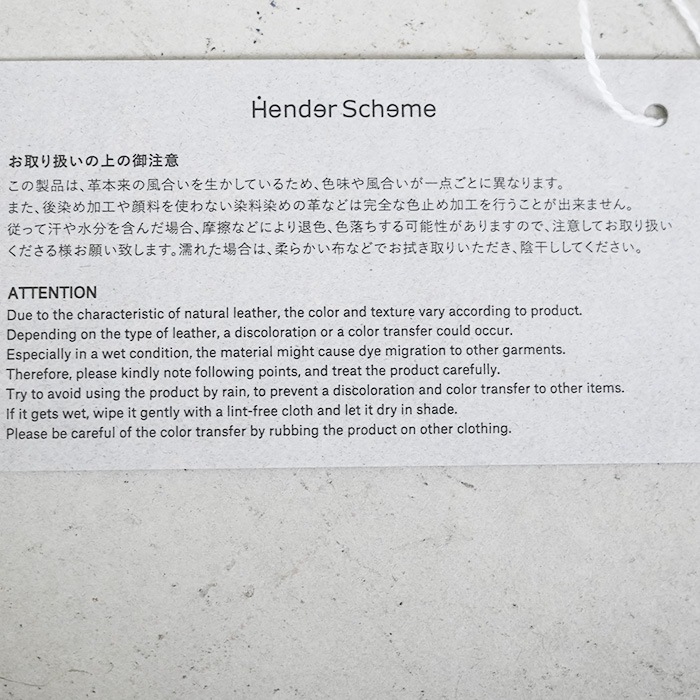 Hender Scheme
お取り扱いの上の御注意
この製品は、革本来の風合いを生かしているため、色味や風合いが一点ごとに異なります。
また、後染め加工や顔料を使わない染料染めの革などは完全な色止め加工を行うことが出来ません。
従って汗や水分を含んだ場合、摩擦などにより退色、色落ちする可能性がありますので、注意してお取り扱い
くださる様お願い致します。濡れた場合は、柔らかい布などでお拭き取りいただき、陰干ししてください。
ATTENTION
Due to the characteristic of natural leather, the color and texture vary according to product.
Depending on the type of leather, a discoloration or a color transfer could occur.
Especially in a wet condition, the material might cause dye migration to other garments.
Therefore, please kindly note following points, and treat the product carefully.
Try to avoid using the product by rain, to prevent a discoloration and color transfer to other items.
If it gets wet, wipe it gently with a lint-free cloth and let it dry in shade.
Please be careful of the color transfer by rubbing the product on other clothing.